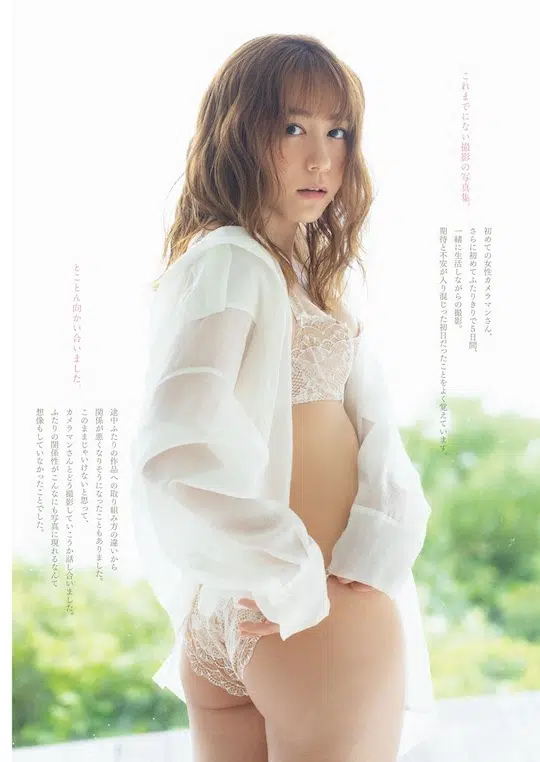 これまでにない撮影の写真集。
初めての女性カメラマンさん。
さらに初めてふたりきりで5日間、
一緒に生活しながらの撮影。
期待と不安が入り混じった初日だったことをよく覚えています。
とことん向かい合いました。
途中ふたりの作品への取り組み方の違いから
関係が悪くなりそうになったこともありました。
このままじゃいけないと思って、
カメラマンさんとどう撮影していこうか話し合いました。
ふたりの関係性がこんなにも写真に現れるなんて
想像もしていなかったことでした。